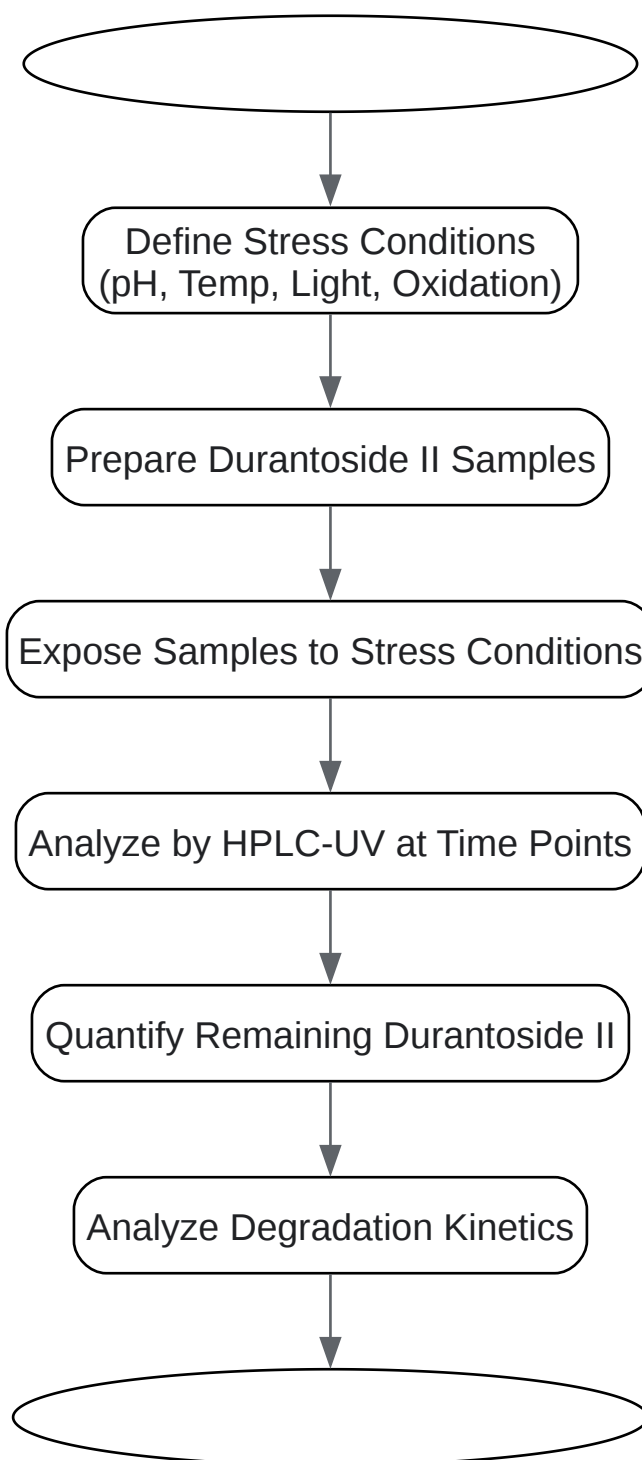 Define Stress Conditions
(pH, Temp, Light, Oxidation)
Prepare Durantoside II Samples
Expose Samples to Stress Conditions
Analyze by HPLC-UV at Time Points
Quantify Remaining Durantoside II
Analyze Degradation Kinetics